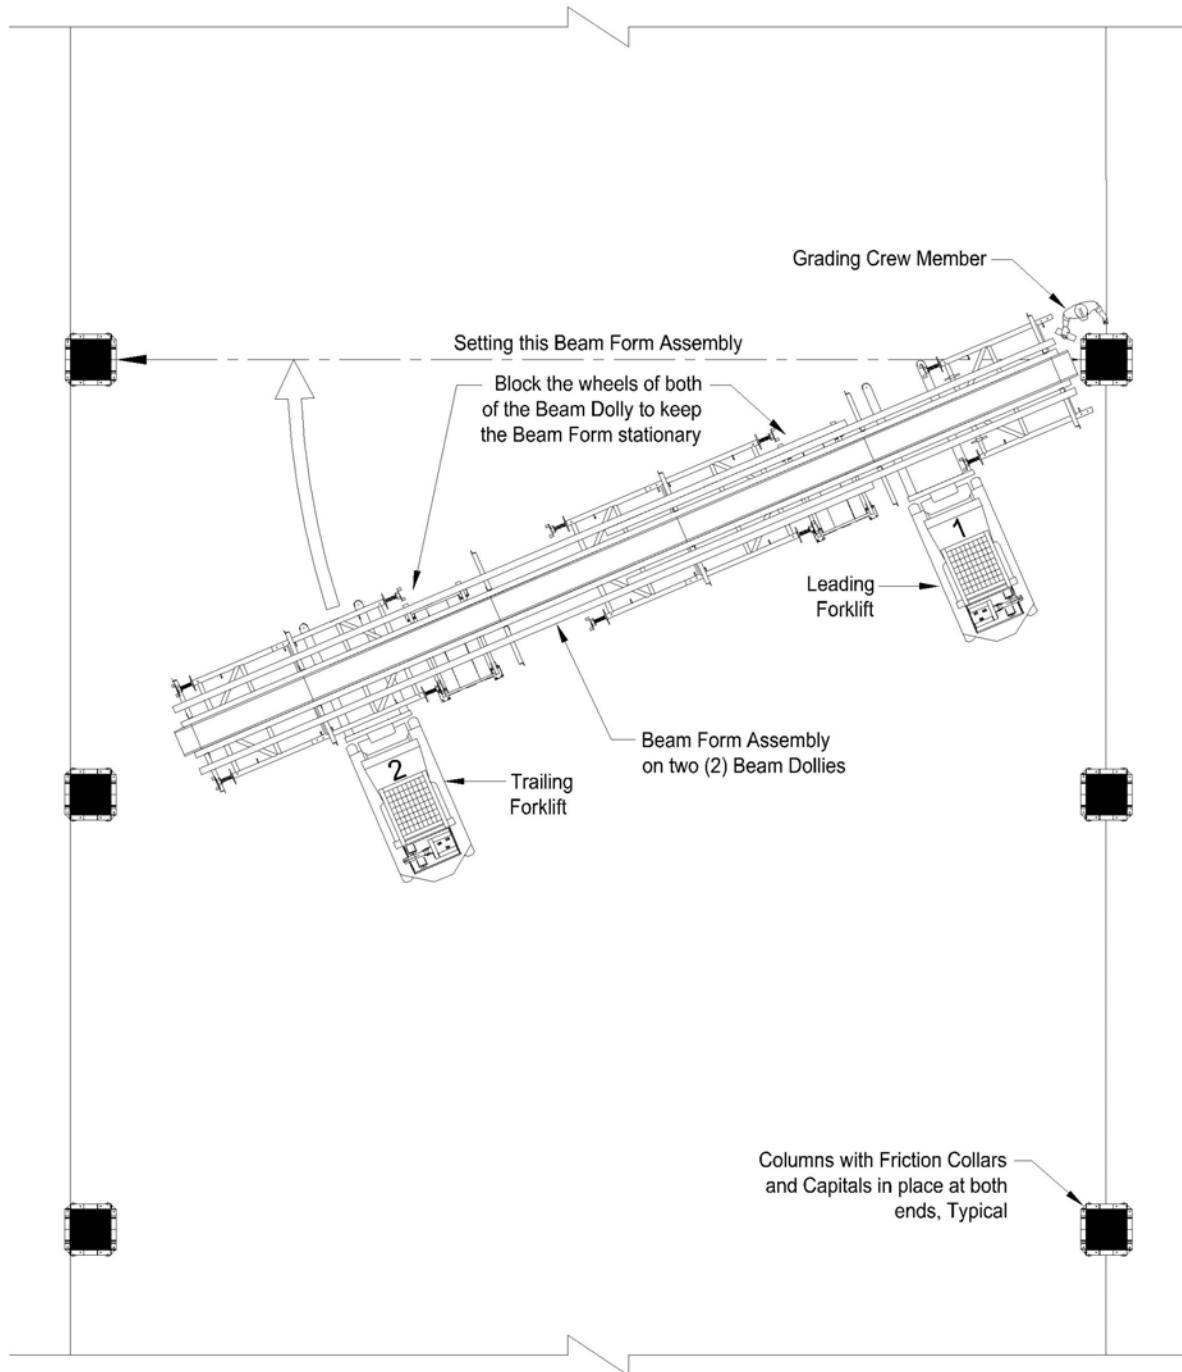 Grading Crew Member
Setting this Beam Form Assembly
Block the wheels of both
of the Beam Dolly to keep
the Beam Form stationary
1
Leading
Forklift
Beam Form Assembly
on two (2) Beam Dollies
2
Trailing
Forklift
Columns with Friction Collars
and Capitals in place at both
ends, Typical